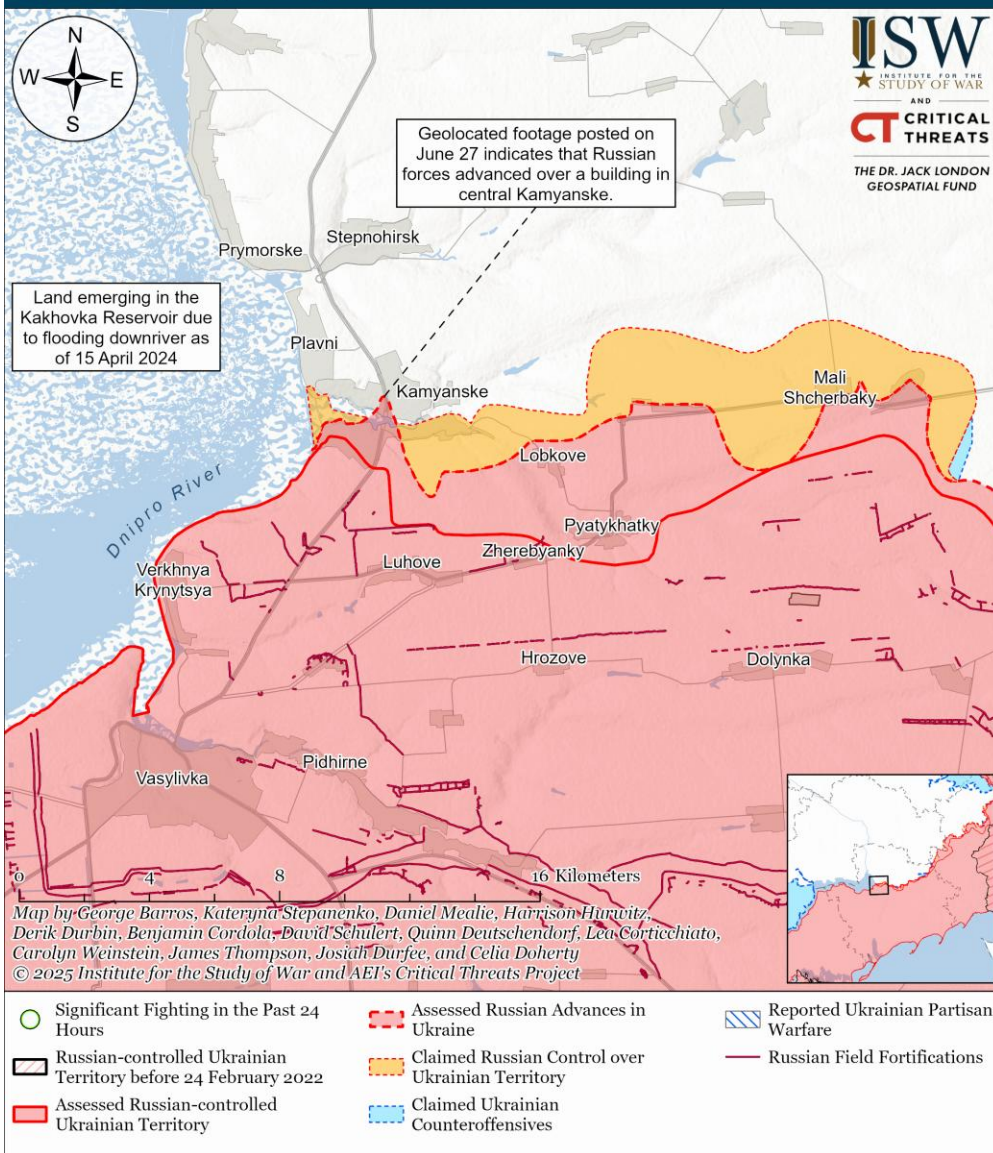 N
W
E
S
ISW
INSTITUTE FOR THE
STUDY OF WAR
AND
CT CRITICAL
THREATS
THE DR. JACK LONDON
GEOSPATIAL FUND
Geolocated footage posted on
June 27 indicates that Russian
forces advanced over a building in
central Kamyanske.
Stepnohirsk
Prymorske
Land emerging in the
Kakhovka Reservoir due
to flooding downriver as
of 15 April 2024
Plavni
Kamyanske
Mali
Shcherbaky
Lobkove
Dnipro River
Pyatykhatky
Zherebyanky
Luhove
Verkhnya
Krynytsya
Hrozove
Dolynka
Pidhirne
Vasylivka
0 4 8 16 Kilometers
Map by George Barros, Kateryna Stepanenko, Daniel Mealie, Harrison Hurwitz,
Derik Durbin, Benjamin Cordola, David Schulert, Quinn Deutschendorf, Lea Corticchiato,
Carolyn Weinstein, James Thompson, Josiah Durfee, and Celia Doherty
© 2025 Institute for the Study of War and AEI's Critical Threats Project
Significant Fighting in the Past 24
Hours
Russian-controlled Ukrainian
Territory before 24 February 2022
Assessed Russian-controlled
Ukrainian Territory
Assessed Russian Advances in
Ukraine
Claimed Russian Control over
Ukrainian Territory
Claimed Ukrainian
Counteroffensives
Reported Ukrainian Partisan
Warfare
Russian Field Fortifications